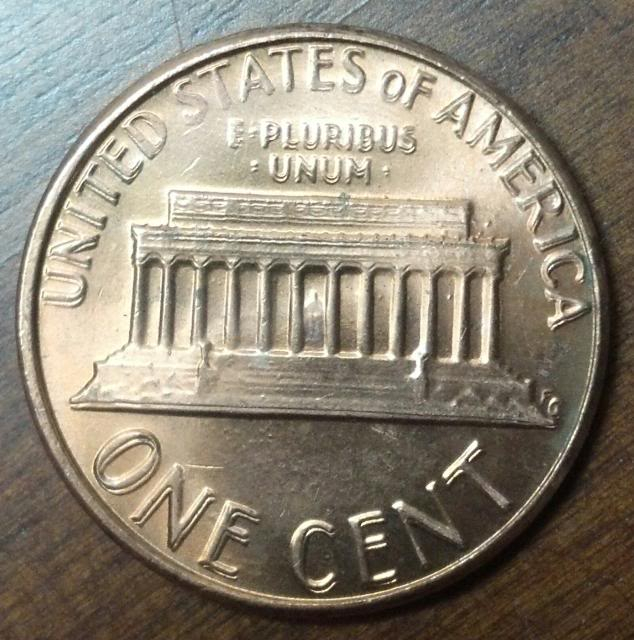 UNITED STATES OF AMERICA
E·PLURIBUS
·UNUM·
ONE CENT